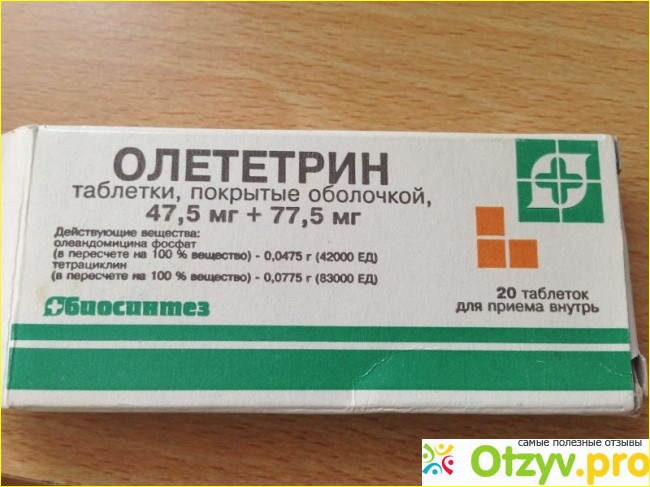 ОЛЕТЕТРИН
таблетки, покрытые оболочкой,
47,5 мг + 77,5 мг
Действующие вещества:
олеандомицина фосфат
(в пересчете на 100 % вещество) - 0,0475 г (42000 ЕД)
тетрациклин
(в пересчете на 100 % вещество) - 0,0775 г (83000 ЕД)
биосинтез
20 таблеток
для приема внутрь
самые полезные отзывы
Otzyv.pro